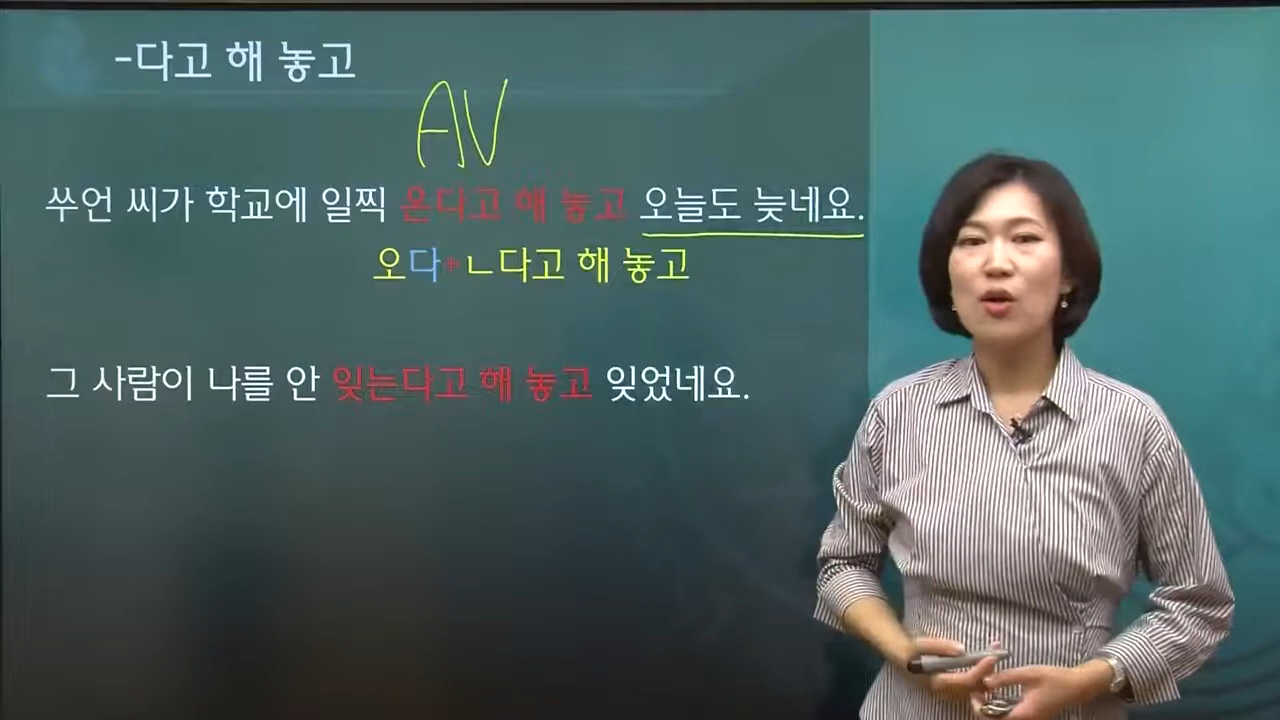 -다고 해 놓고
AV
쑤언 씨가 학교에 일찍 온다고 해 놓고 오늘도 늦네요.
오다+ㄴ다고 해 놓고
그 사람이 나를 안 잊는다고 해 놓고 잊었네요.